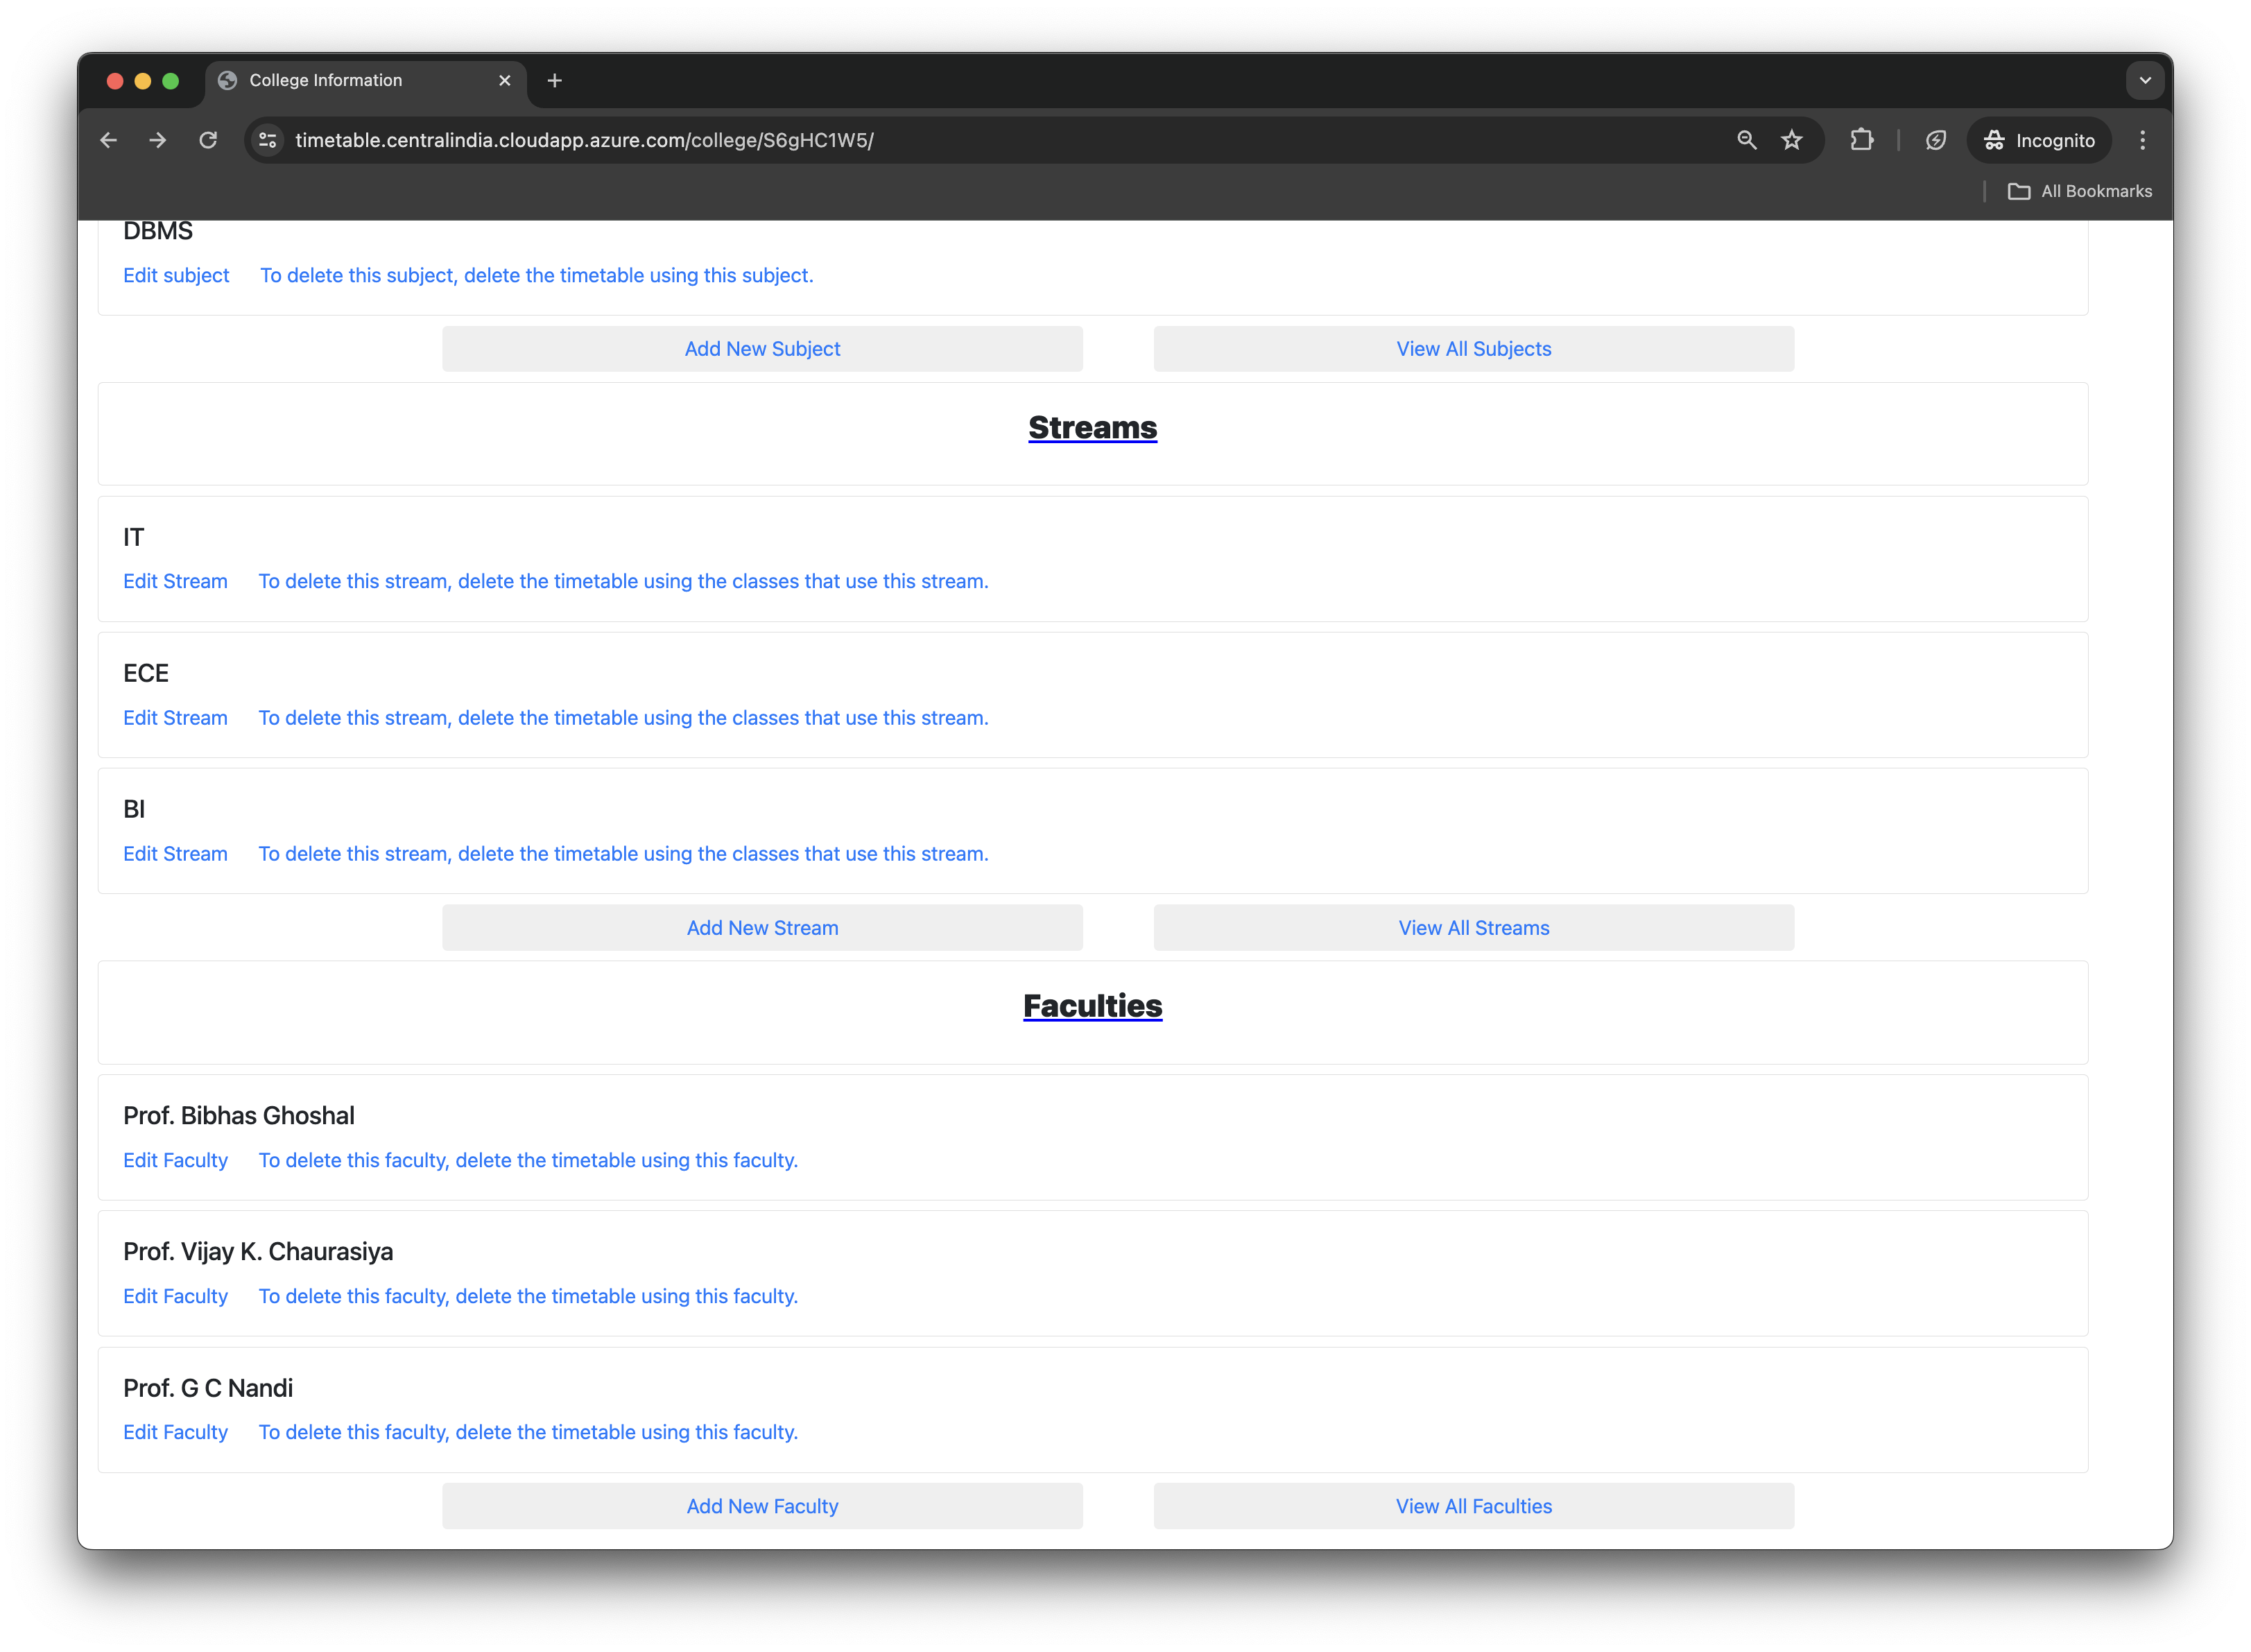 College Information
timetable.centralindia.cloudapp.azure.com/college/S6gHC1W5/
Incognito
All Bookmarks
DBMS
Edit subject To delete this subject, delete the timetable using this subject.
Add New Subject View All Subjects
Streams
IT
Edit Stream To delete this stream, delete the timetable using the classes that use this stream.
ECE
Edit Stream To delete this stream, delete the timetable using the classes that use this stream.
BI
Edit Stream To delete this stream, delete the timetable using the classes that use this stream.
Add New Stream View All Streams
Faculties
Prof. Bibhas Ghoshal
Edit Faculty To delete this faculty, delete the timetable using this faculty.
Prof. Vijay K. Chaurasiya
Edit Faculty To delete this faculty, delete the timetable using this faculty.
Prof. G C Nandi
Edit Faculty To delete this faculty, delete the timetable using this faculty.
Add New Faculty View All Faculties